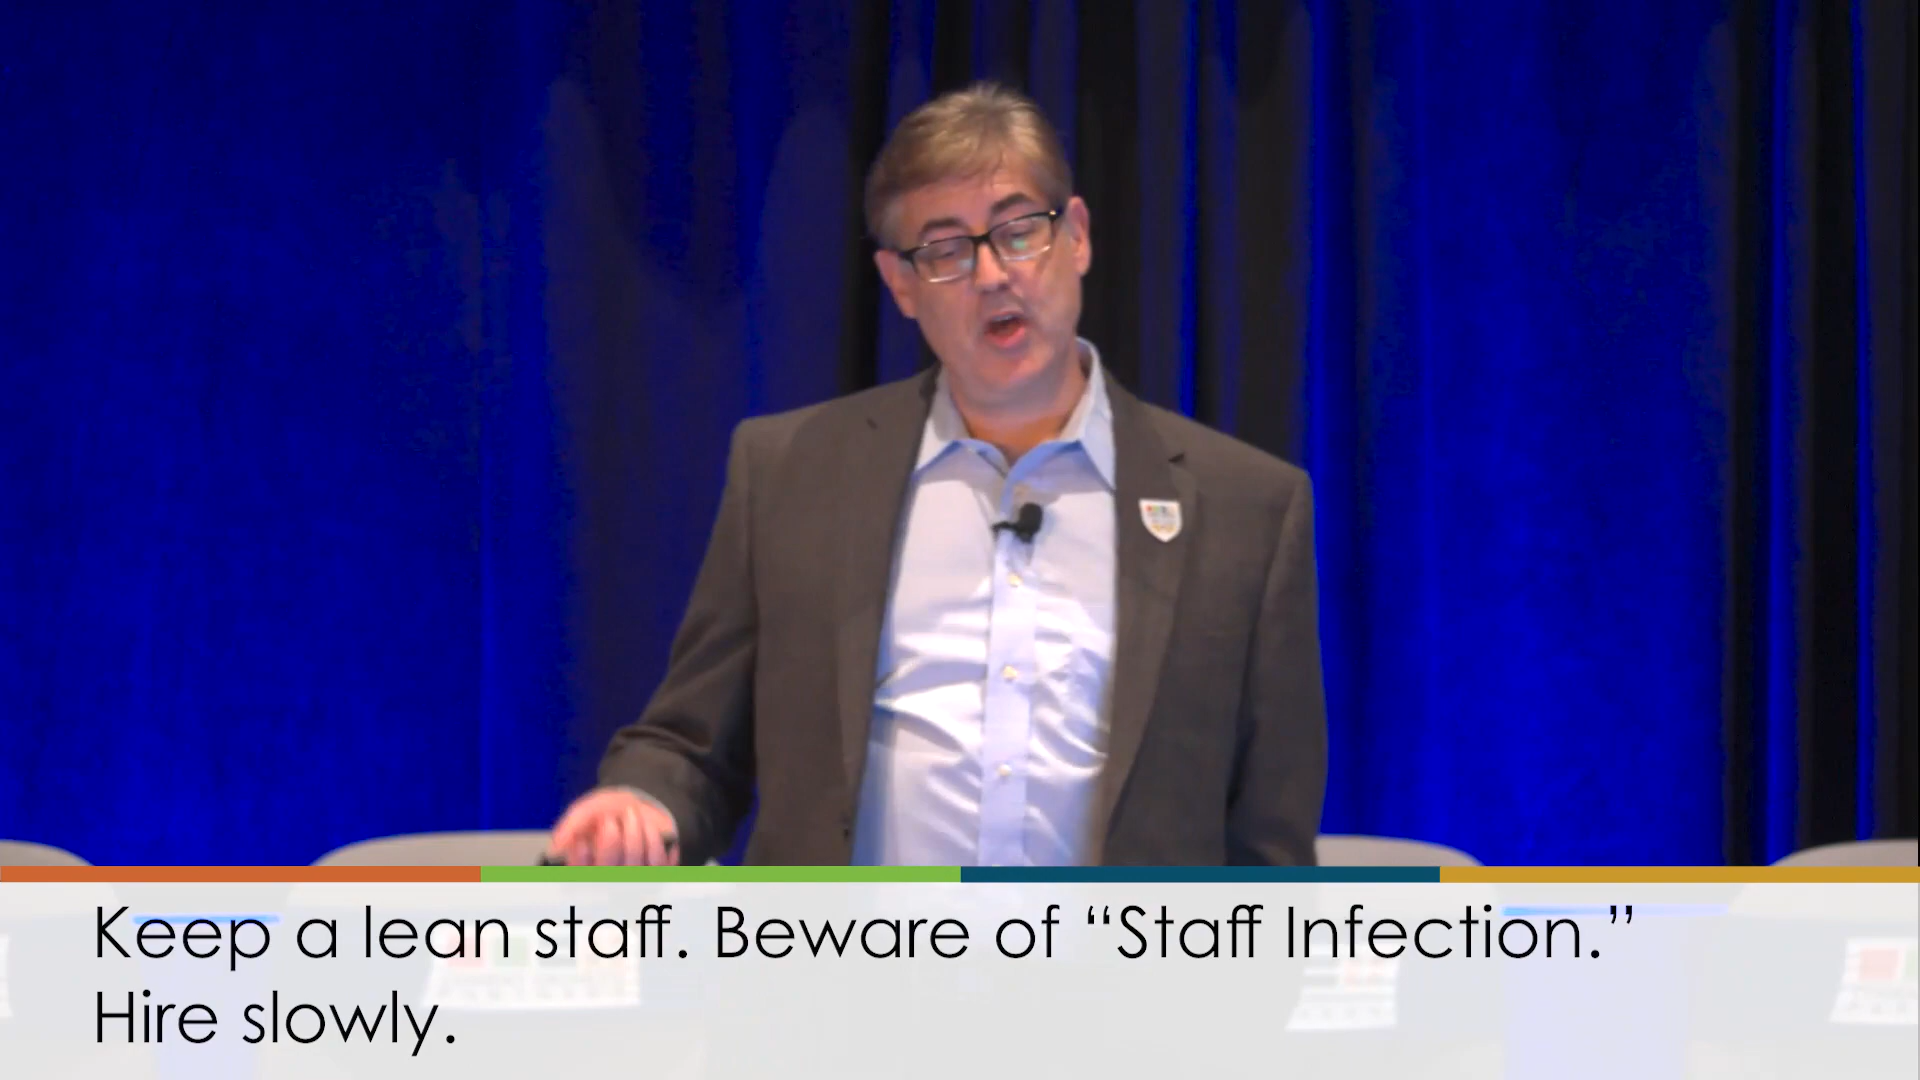 Keep a lean staff. Beware of “Staff Infection.”
Hire slowly.